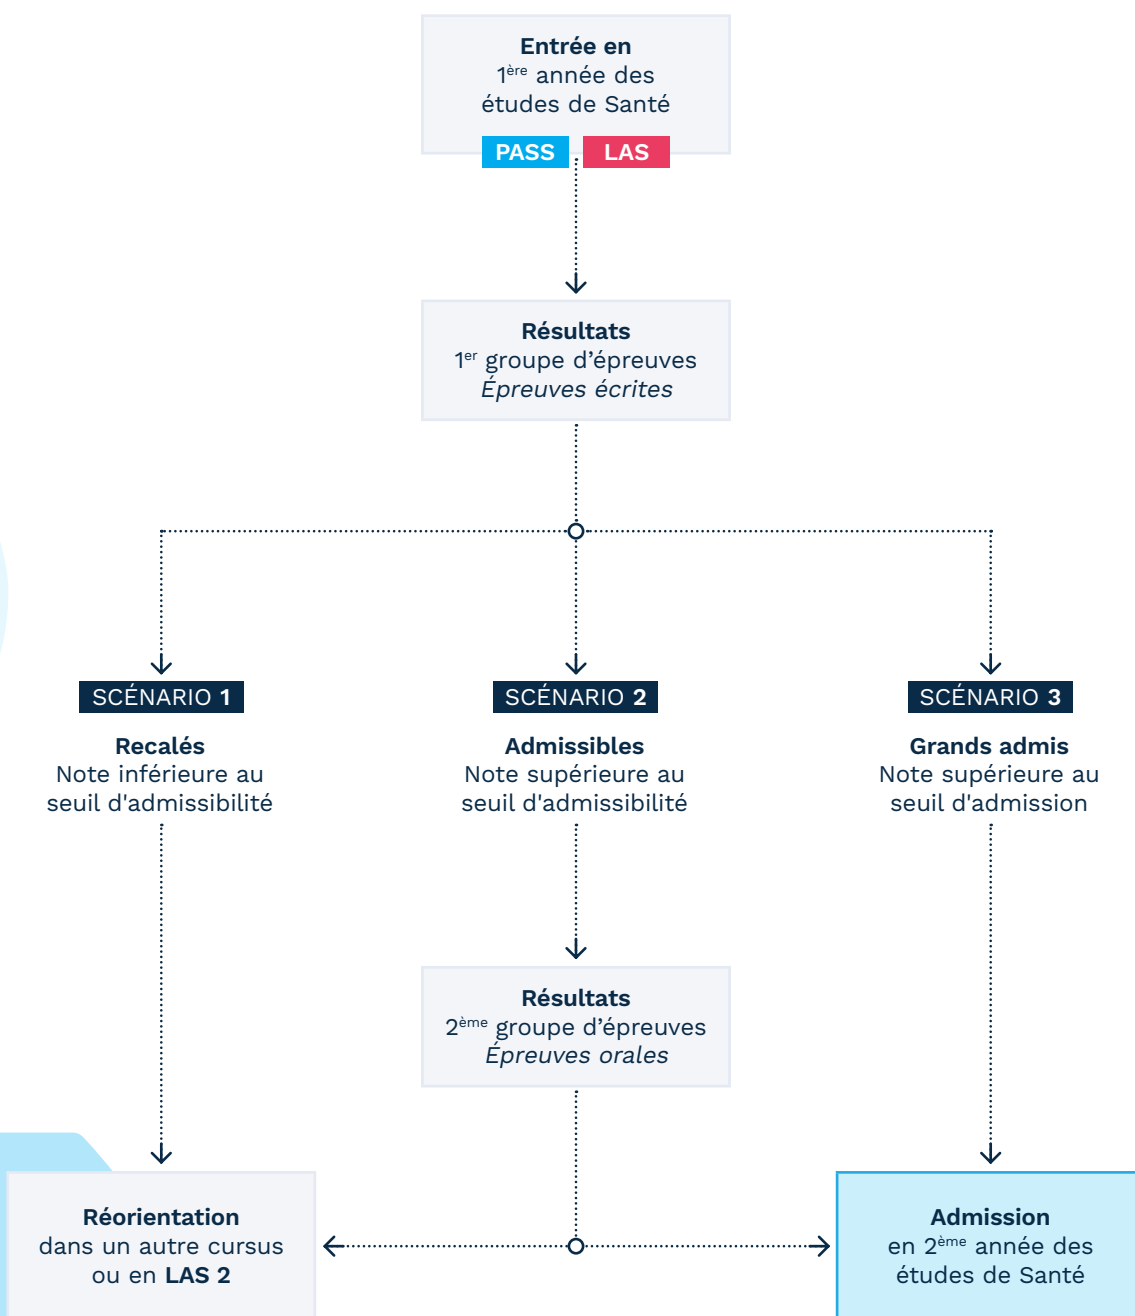 Entrée en
1ère année des
études de Santé
PASS
LAS
Résultats
1er groupe d’épreuves
Épreuves écrites
SCÉNARIO 1
Recalés
Note inférieure au
seuil d'admissibilité
SCÉNARIO 2
Admissibles
Note supérieure au
seuil d'admissibilité
SCÉNARIO 3
Grands admis
Note supérieure au
seuil d'admission
Résultats
2ème groupe d’épreuves
Épreuves orales
Réorientation
dans un autre cursus
ou en LAS 2
Admission
en 2ème année des
études de Santé